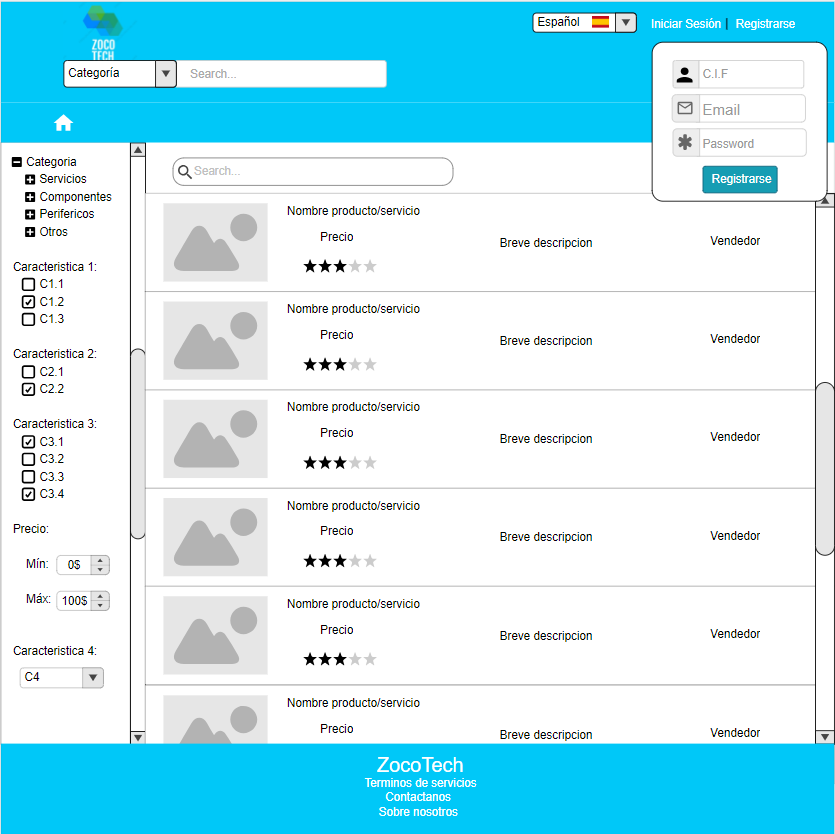 ZOCO
TECH
Español
Iniciar Sesión | Registrarse
Categoría
Search...
C.I.F
Email
Password
Registrarse
Categoria
Servicios
Componentes
Perifericos
Otros
Caracteristica 1:
C1.1
C1.2
C1.3
Caracteristica 2:
C2.1
C2.2
Caracteristica 3:
C3.1
C3.2
C3.3
C3.4
Precio:
Mín: 0$
Máx: 100$
Caracteristica 4:
C4
Search...
Nombre producto/servicio
Precio
Breve descripcion
Vendedor
Nombre producto/servicio
Precio
Breve descripcion
Vendedor
Nombre producto/servicio
Precio
Breve descripcion
Vendedor
Nombre producto/servicio
Precio
Breve descripcion
Vendedor
Nombre producto/servicio
Precio
Breve descripcion
Vendedor
Nombre producto/servicio
Precio
Breve descripcion
Vendedor
ZocoTech
Terminos de servicios
Contactanos
Sobre nosotros